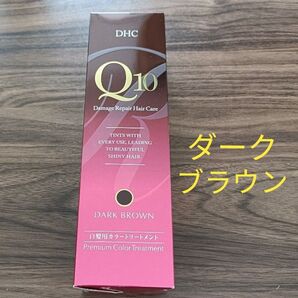 DHC
Q10
Damage Repair Hair Care
TINTS WITH
EVERY USE, LEADING
TO BEAUTIFUL
SHINY HAIR.
DARK BROWN
白髪用カラートリートメント
Premium Color Treatment
ダーク
ブラウン